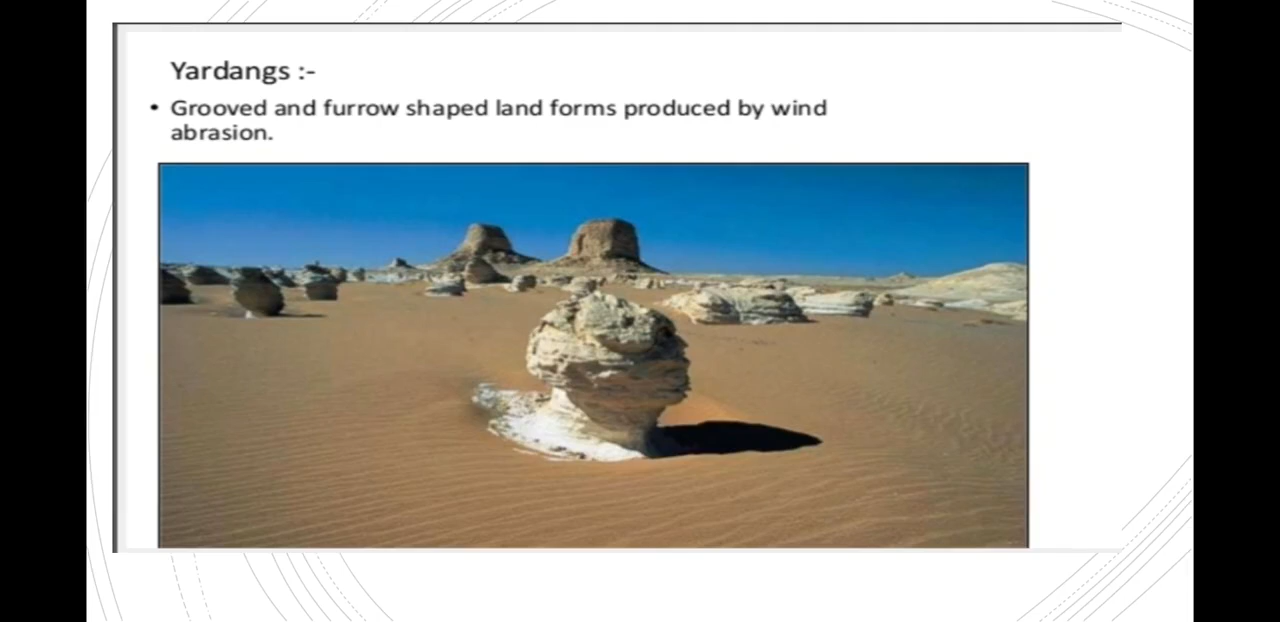 Yardangs :-
• Grooved and furrow shaped land forms produced by wind
abrasion.